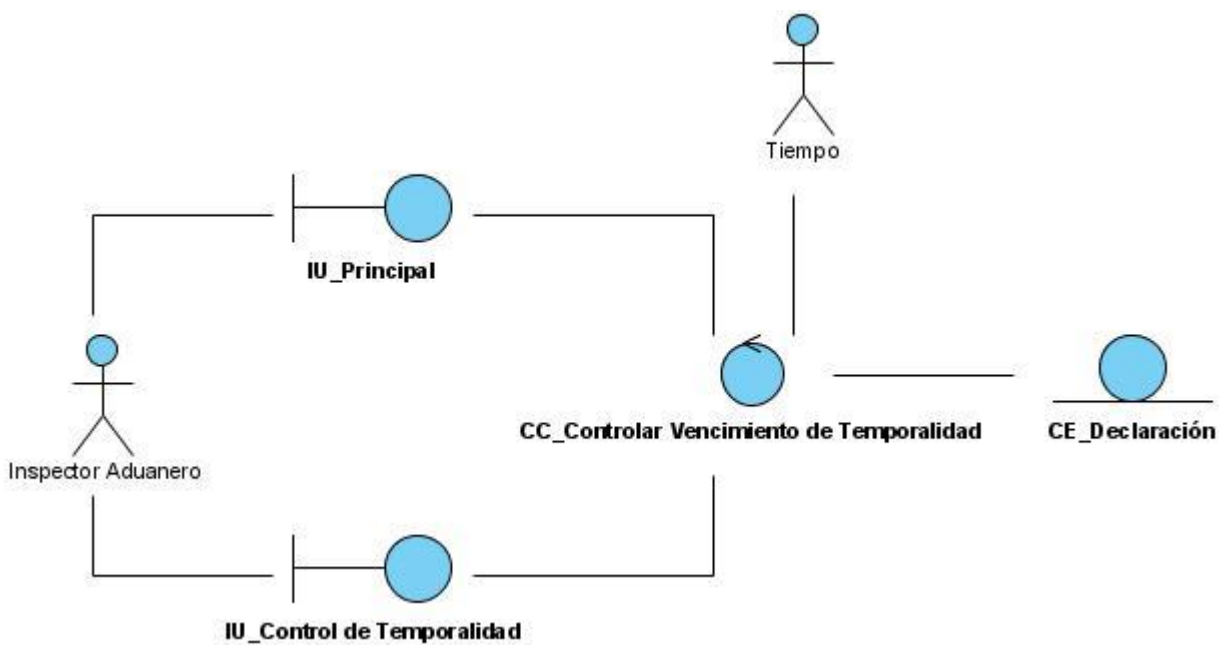 Tiempo
IU_Principal
Inspector Aduanero
CC_Controlar Vencimiento de Temporalidad
CE_Declaración
IU_Control de Temporalidad